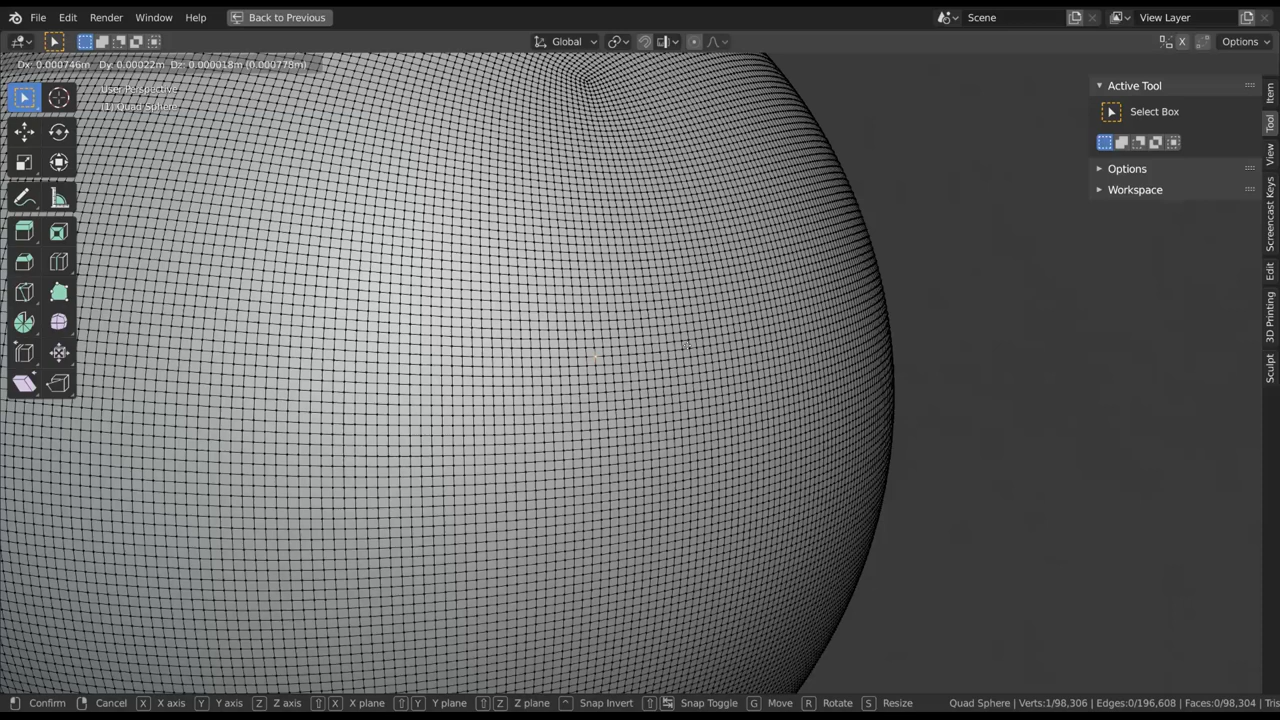 File Edit Render Window Help Back to Previous Scene View Layer
Global Options
Dx: 0.000746m Dy: 0.00022m Dz: 0.000018m (0.000778m)
User Perspective
(1) Quad Sphere
Active Tool
Select Box
Options
Workspace
Item
Tool
View
Screencast Keys
Edit
3D Printing
Sculpt
Confirm Cancel X X axis Y Y axis Z Z axis X X plane Y Y plane Z Z plane ^ Snap Invert Snap Toggle G Move R Rotate S Resize Quad Sphere | Verts:1/98,306 | Edges:0/196,608 | Faces:0/98,304 | Tris